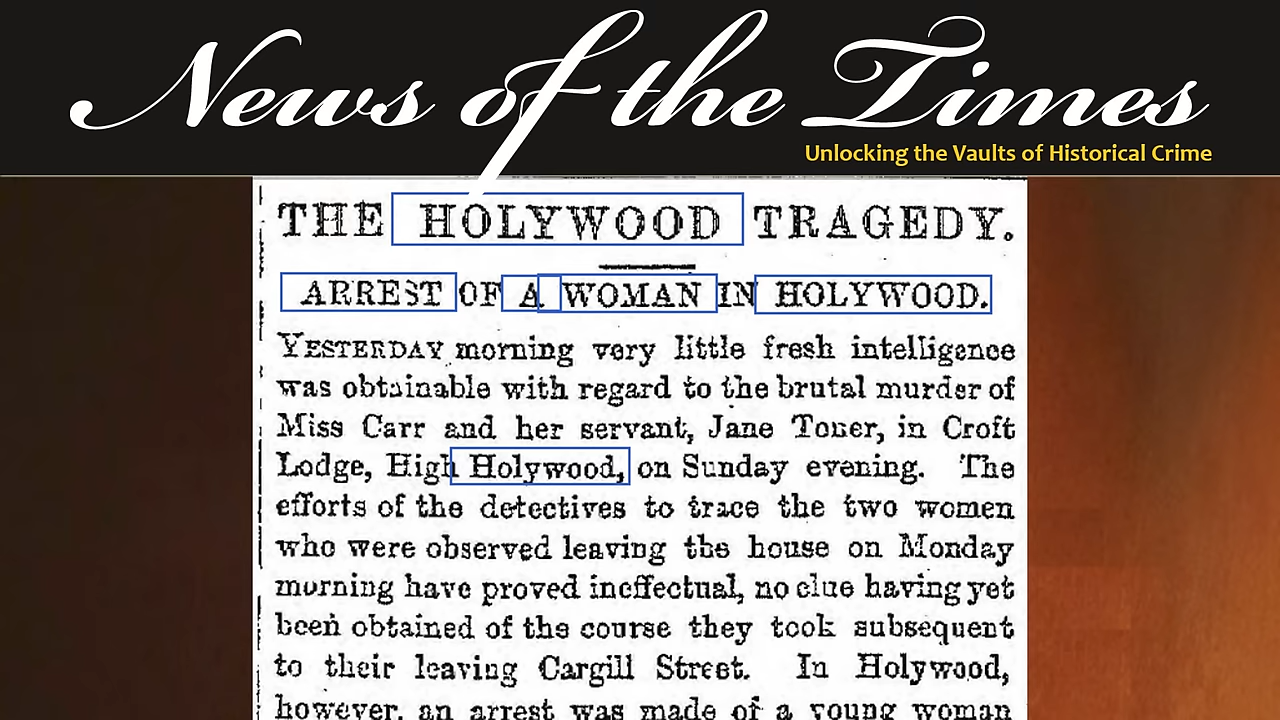 News of the Times
Unlocking the Vaults of Historical Crime
THE HOLYWOOD TRAGEDY.
ARREST OF A WOMAN IN HOLYWOOD.
YESTERDAY morning very little fresh intelligence
was obtainable with regard to the brutal murder of
Miss Carr and her servant, Jane Toner, in Croft
Lodge, High Holywood, on Sunday evening. The
efforts of the detectives to trace the two women
who were observed leaving the house on Monday
morning have proved ineffectual, no clue having yet
been obtained of the course they took subsequent
to their leaving Cargill Street. In Holywood,
however, an arrest was made of a young woman